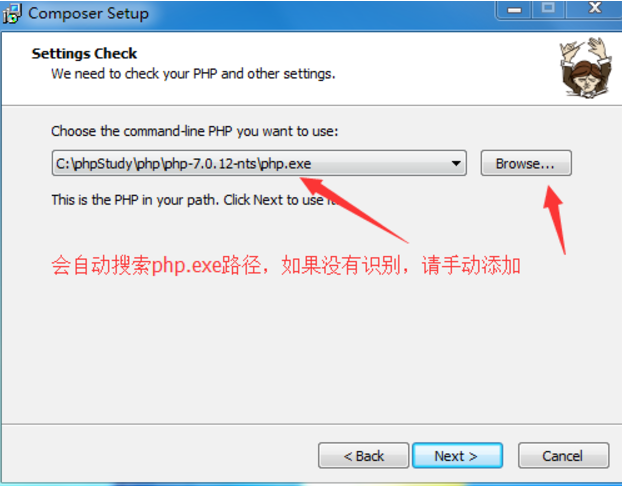 Composer Setup
Settings Check
We need to check your PHP and other settings.
Choose the command-line PHP you want to use:
C:\phpStudy\php\php-7.0.12-nts\php.exe
Browse...
This is the PHP in your path. Click Next to use
会自动搜索php.exe路径，如果没有识别，请手动添加
< Back
Next >
Cancel